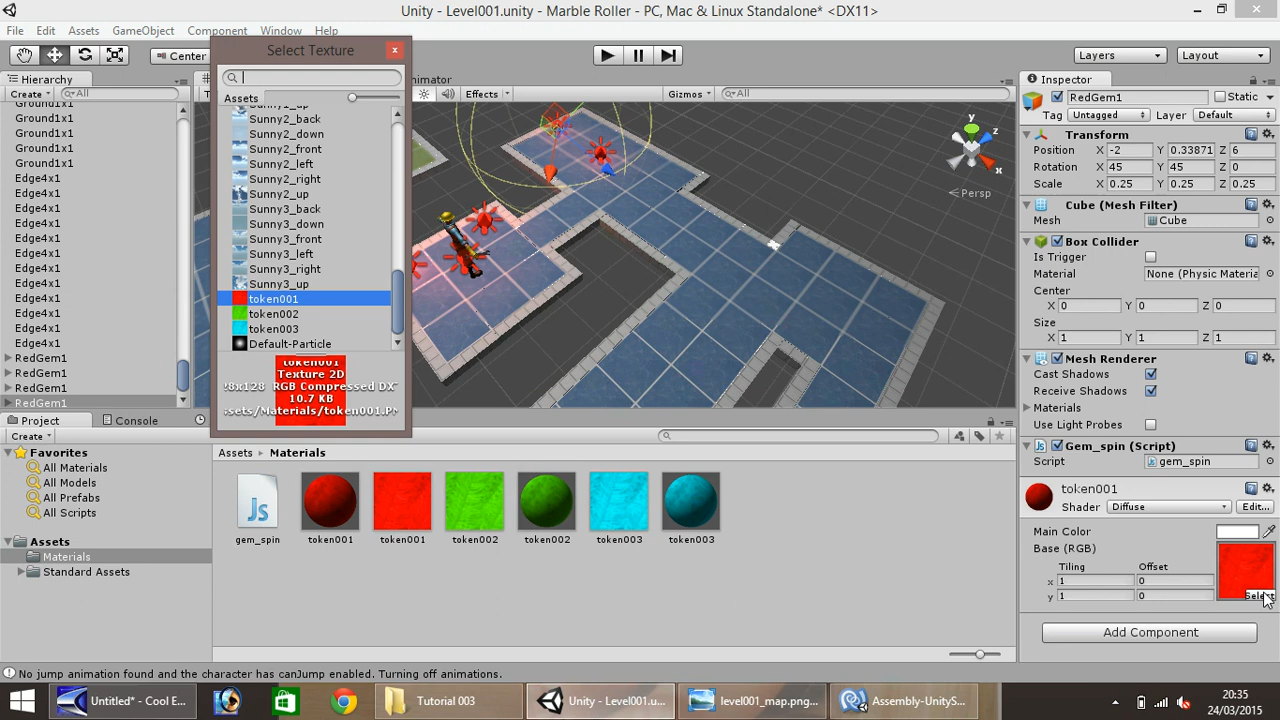 Unity - Level001.unity - Marble Roller - PC, Mac & Linux Standalone* <DX11>
File Edit Assets GameObject Component Window Help
Center
Layers
Layout
Select Texture
Assets
Sunny2_back
Sunny2_down
Sunny2_front
Sunny2_left
Sunny2_right
Sunny2_up
Sunny3_back
Sunny3_down
Sunny3_front
Sunny3_left
Sunny3_right
Sunny3_up
token001
token002
token003
Default-Particle
token001
Texture 2D
RGB Compressed
10.7 KB
Hierarchy
Create
All
Ground1x1
Ground1x1
Ground1x1
Ground1x1
Ground1x1
Edge4x1
Edge4x1
Edge4x1
Edge4x1
Edge4x1
Edge4x1
Edge4x1
Edge4x1
Edge4x1
Edge4x1
Edge4x1
Edge4x1
RedGem1
RedGem1
RedGem1
RedGem1
Effects
Gizmos
All
y
z
x
Persp
Inspector
RedGem1
Static
Tag Untagged Layer Default
Transform
Position X -2 Y 0.33871 Z 6
Rotation X 45 Y 45 Z 0
Scale X 0.25 Y 0.25 Z 0.25
Cube (Mesh Filter)
Mesh Cube
Box Collider
Is Trigger
Material None (Physic Materia
Center
X 0 Y 0 Z 0
Size
X 1 Y 1 Z 1
Mesh Renderer
Cast Shadows
Receive Shadows
Materials
Use Light Probes
Gem_spin (Script)
Script gem_spin
token001
Shader Diffuse Edit...
Main Color
Base (RGB)
Tiling Offset
x 1 0
y 1 0
Select
Add Component
Project
Console
Create
Favorites
All Materials
All Models
All Prefabs
All Scripts
Assets
Materials
Standard Assets
Assets Materials
Js
gem_spin
token001
token001
token002
token002
token003
token003
No jump animation found and the character has canJump enabled. Turning off animations.
Untitled* - Cool E...
Tutorial 003
Unity - Level001.u...
level001_map.png...
Assembly-UnityS...
20:35
24/03/2015